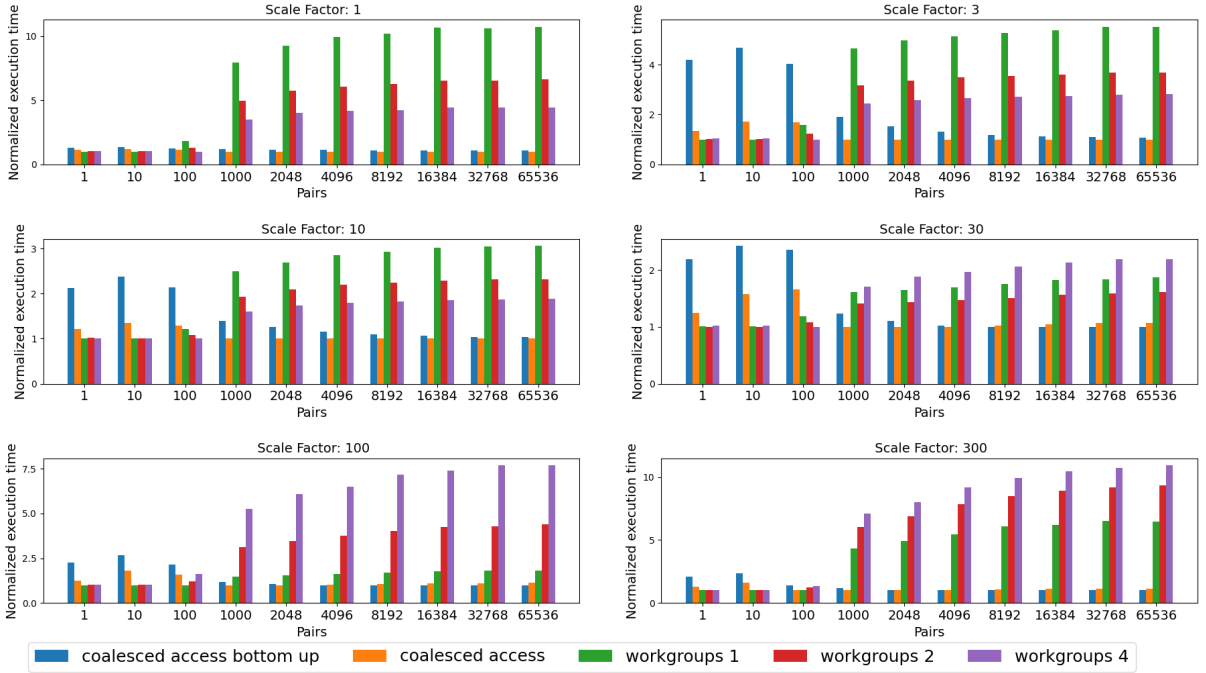 Scale Factor: 1
Normalized execution time
10
5
0
1 10 100 1000 2048 4096 8192 16384 32768 65536
Pairs
Scale Factor: 3
Normalized execution time
4
2
0
1 10 100 1000 2048 4096 8192 16384 32768 65536
Pairs
Scale Factor: 10
Normalized execution time
3
2
1
0
1 10 100 1000 2048 4096 8192 16384 32768 65536
Pairs
Scale Factor: 30
Normalized execution time
2
1
0
1 10 100 1000 2048 4096 8192 16384 32768 65536
Pairs
Scale Factor: 100
Normalized execution time
7.5
5.0
2.5
0.0
1 10 100 1000 2048 4096 8192 16384 32768 65536
Pairs
Scale Factor: 300
Normalized execution time
10
5
0
1 10 100 1000 2048 4096 8192 16384 32768 65536
Pairs
coalesced access bottom up coalesced access workgroups 1 workgroups 2 workgroups 4